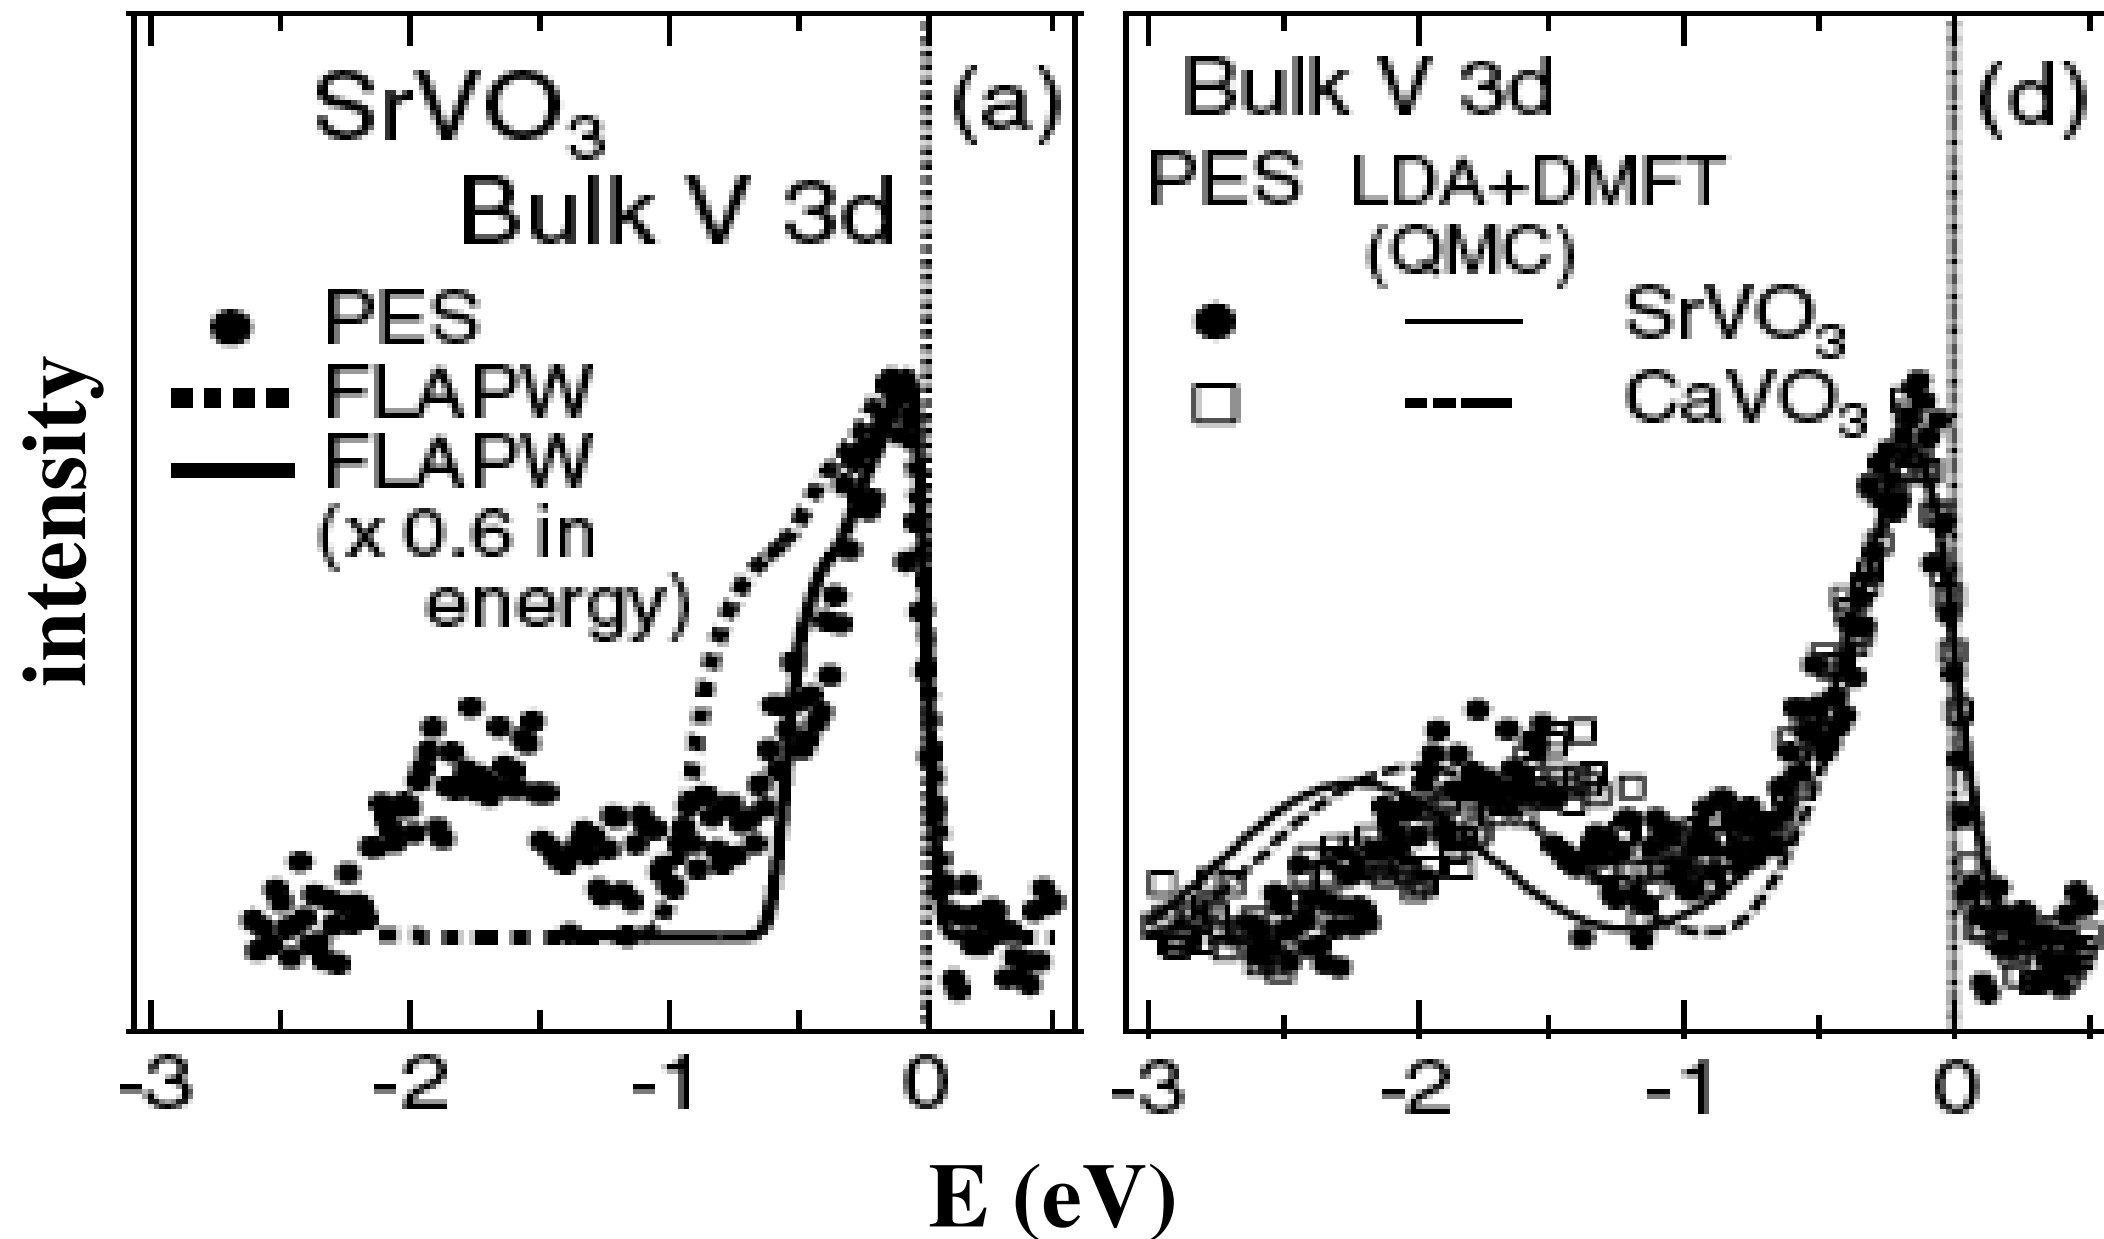 SrVO3
(a)
Bulk V 3d
PES
FLAPW
FLAPW
(x 0.6 in
energy)
intensity
-3 -2 -1 0
Bulk V 3d
(d)
PES LDA+DMFT
(QMC)
SrVO3
CaVO3
-3 -2 -1 0
E (eV)